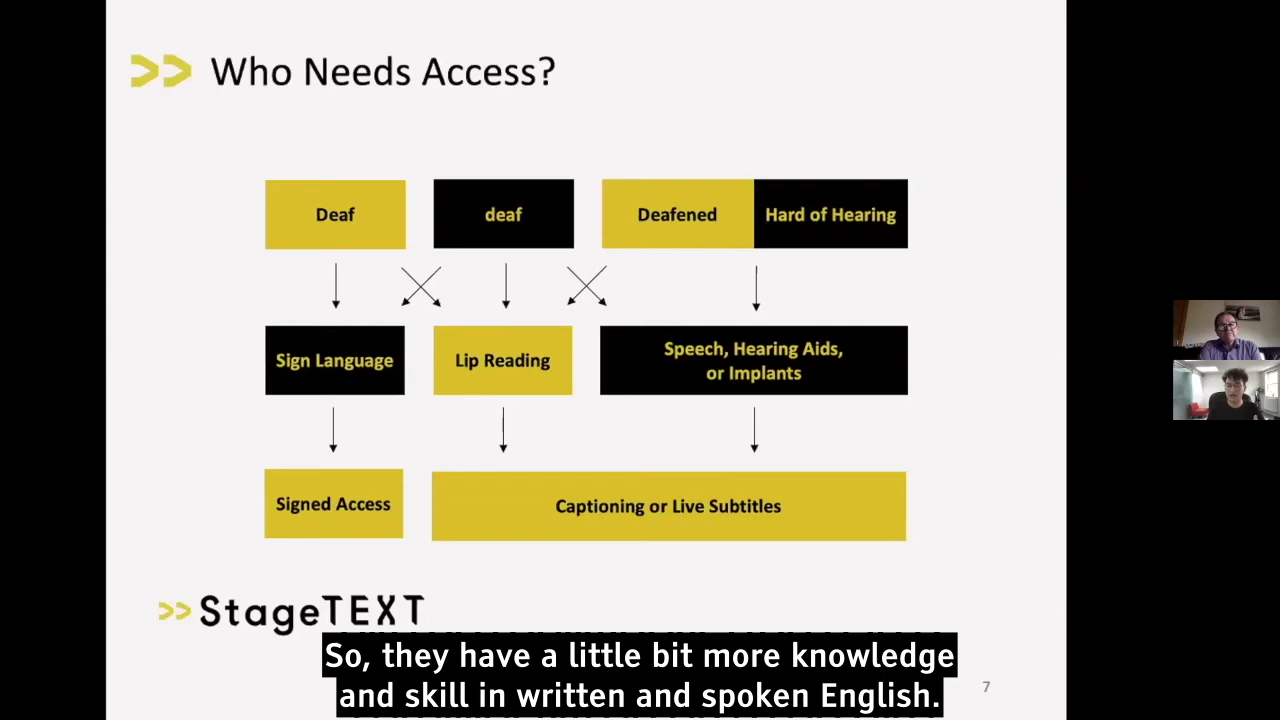 Who Needs Access?
Deaf
deaf
Deafened
Hard of Hearing
Sign Language
Lip Reading
Speech, Hearing Aids,
or Implants
Signed Access
Captioning or Live Subtitles
StageTEXT
So, they have a little bit more knowledge
and skill in written and spoken English.
7